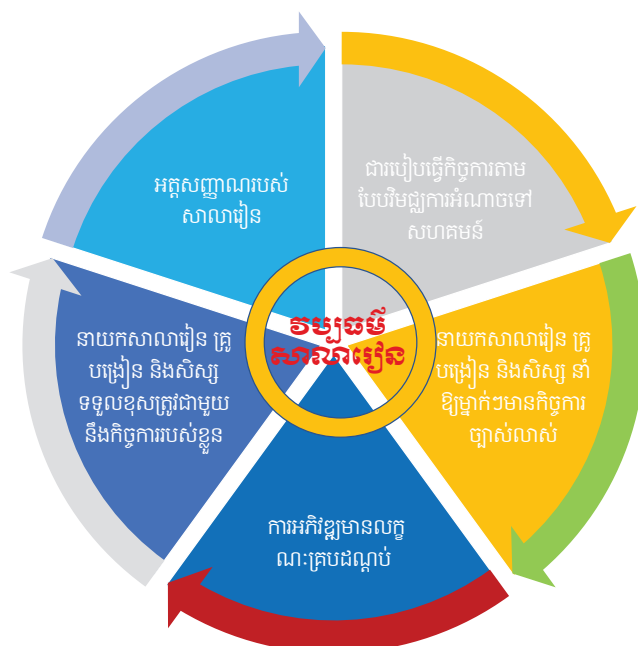 អត្តសញ្ញាណរបស់
សាលារៀន
ជារបៀបធ្វើកិច្ចការតាម
បែបវិមជ្ឈការអំណាចទៅ
សហគមន៍
វប្បធម៌
សាលារៀន
នាយកសាលារៀន គ្រូ
បង្រៀន និងសិស្ស
ទទួលខុសត្រូវជាមួយ
នឹងកិច្ចការរបស់ខ្លួន
នាយកសាលារៀន គ្រូ
បង្រៀន និងសិស្ស នាំ
ឱ្យម្នាក់ៗមានកិច្ចការ
ច្បាស់លាស់
ការអភិវឌ្ឍមានលក្ខ
ណៈគ្របដណ្តប់